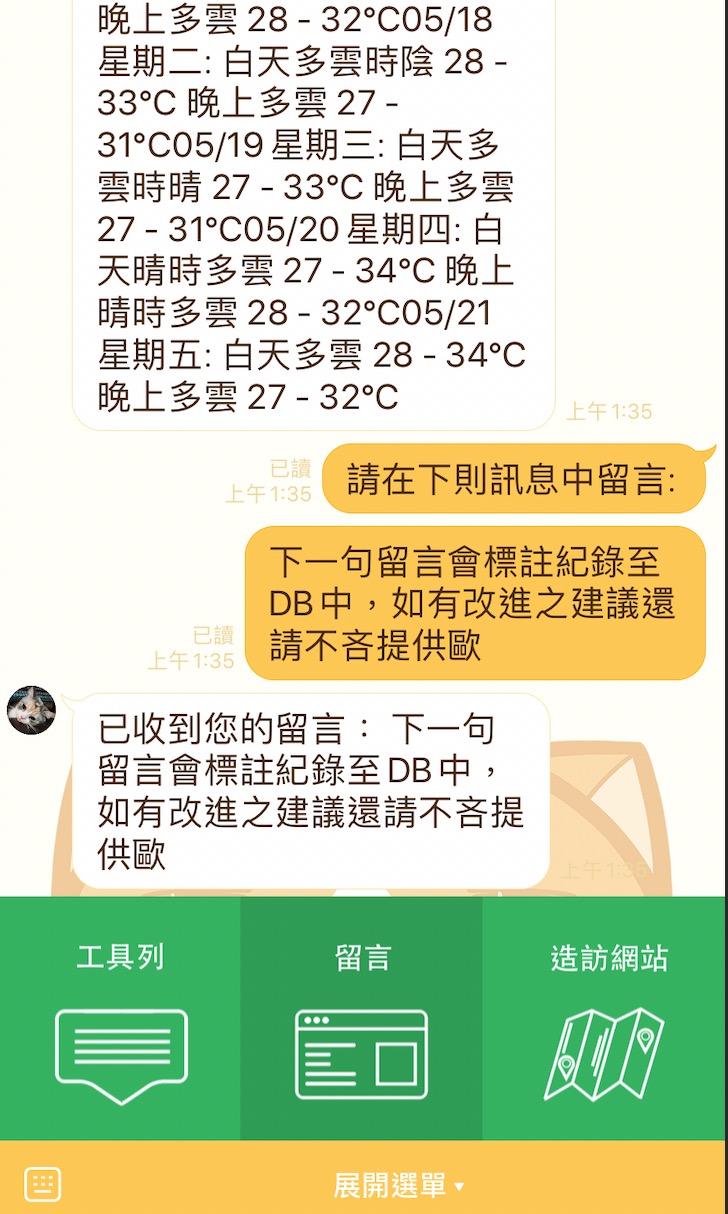 晚上多雲 28 - 32°C05/18
星期二: 白天多雲時陰 28 -
33°C 晚上多雲 27 -
31°C05/19 星期三: 白天多
雲時晴 27 - 33°C 晚上多雲
27 - 31°C05/20 星期四: 白
天晴時多雲 27 - 34°C 晚上
晴時多雲 28 - 32°C05/21
星期五: 白天多雲 28 - 34°C
晚上多雲 27 - 32°C
上午 1:35
已讀
上午 1:35
請在下則訊息中留言:
下一句留言會標註紀錄至
DB中，如有改進之建議還
請不吝提供歐
已讀
上午 1:35
已收到您的留言： 下一句
留言會標註紀錄至DB中，
如有改進之建議還請不吝提
供歐
上午 1:35
工具列
留言
造訪網站
展開選單 ▾